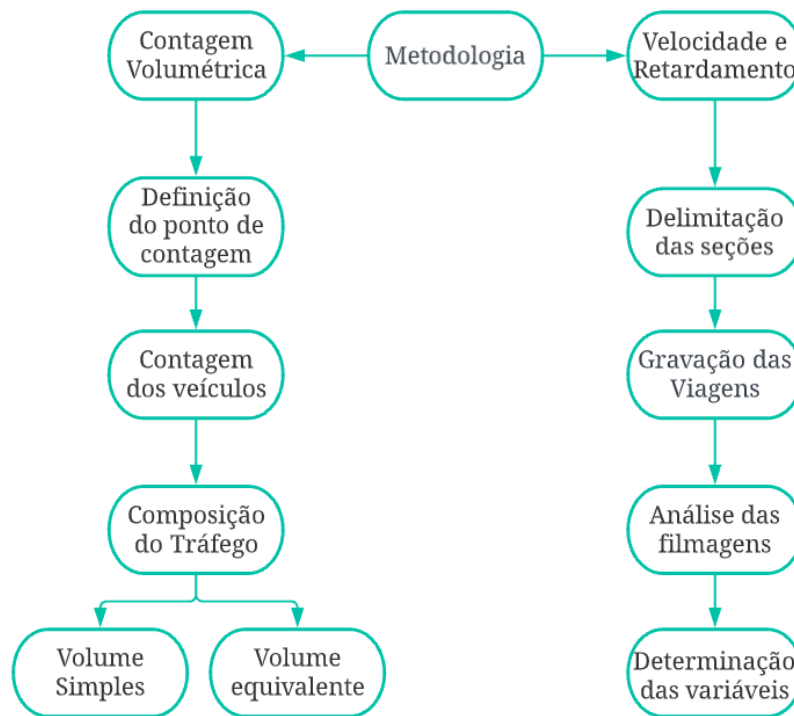 Contagem
Volumétrica
Metodologia
Velocidade e
Retardamento
Definição
do ponto de
contagem
Delimitação
das seções
Contagem
dos veículos
Gravação das
Viagens
Composição
do Tráfego
Análise das
filmagens
Volume
Simples
Volume
equivalente
Determinação
das variáveis